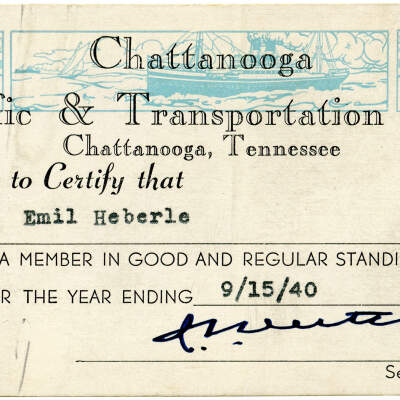 Chattanooga
fic & Transportation
Chattanooga, Tennessee
to Certify that
Emil Heberle
A MEMBER IN GOOD AND REGULAR STANDI
R THE YEAR ENDING 9/15/40
Se